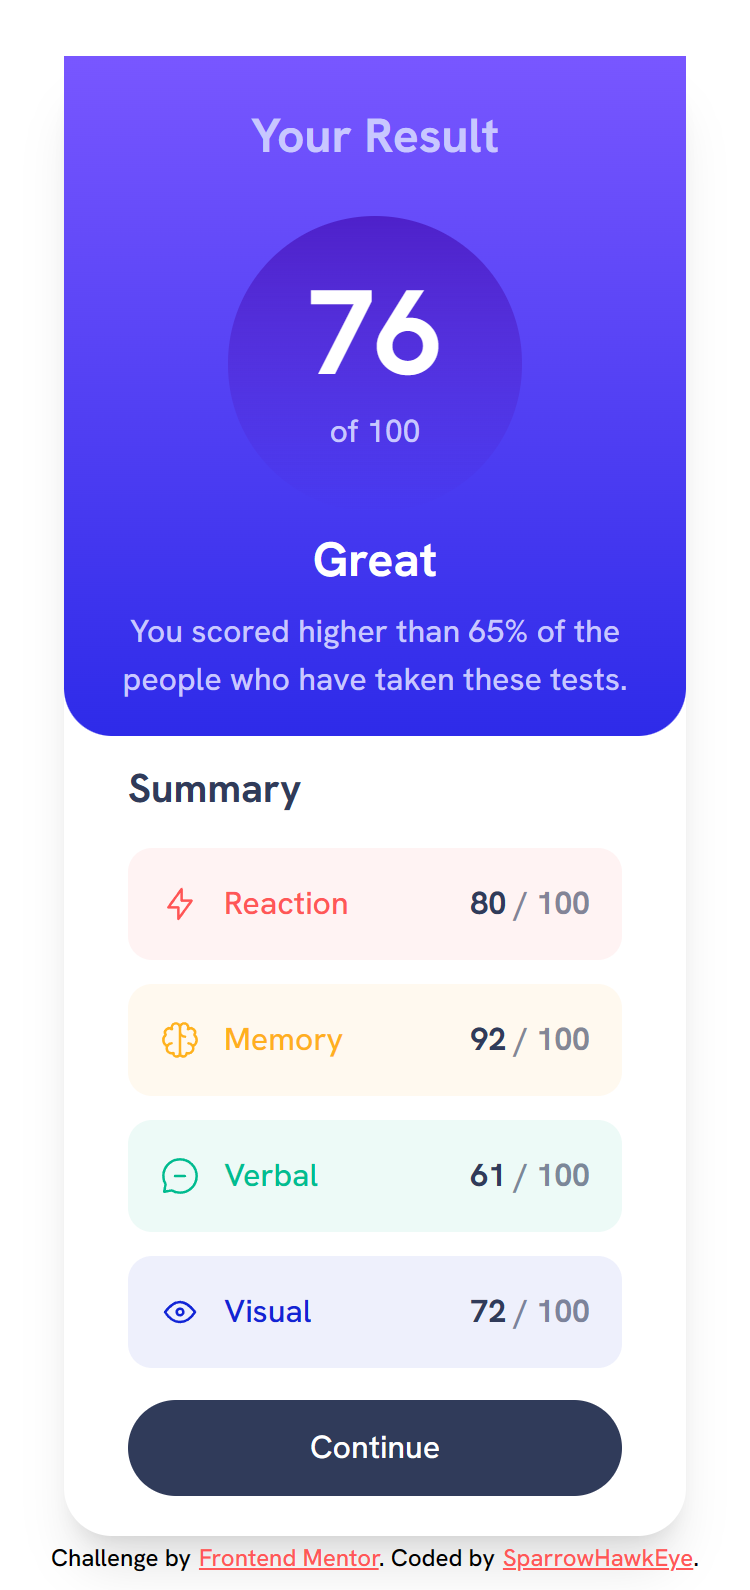 Your Result
76
of 100
Great
You scored higher than 65% of the
people who have taken these tests.
Summary
Reaction 80 / 100
Memory 92 / 100
Verbal 61 / 100
Visual 72 / 100
Continue
Challenge by Frontend Mentor. Coded by SparrowHawkEye.